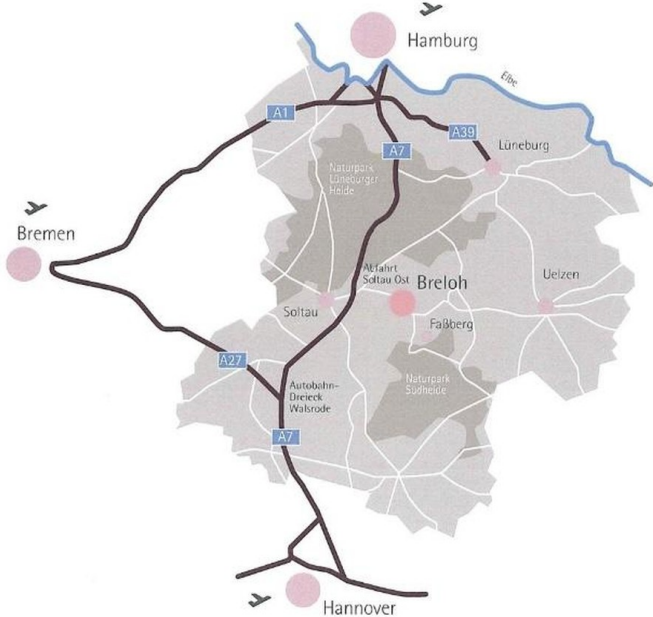 Hamburg
Elbe
A1
A39
A7
Lüneburg
Naturpark
Lüneburger
Heide
Bremen
Abfahrt
Soltau Ost
Breloh
Uelzen
Soltau
Faßberg
A27
Naturpark
Südheide
Autobahn-
Dreieck
Walsrode
A7
Hannover